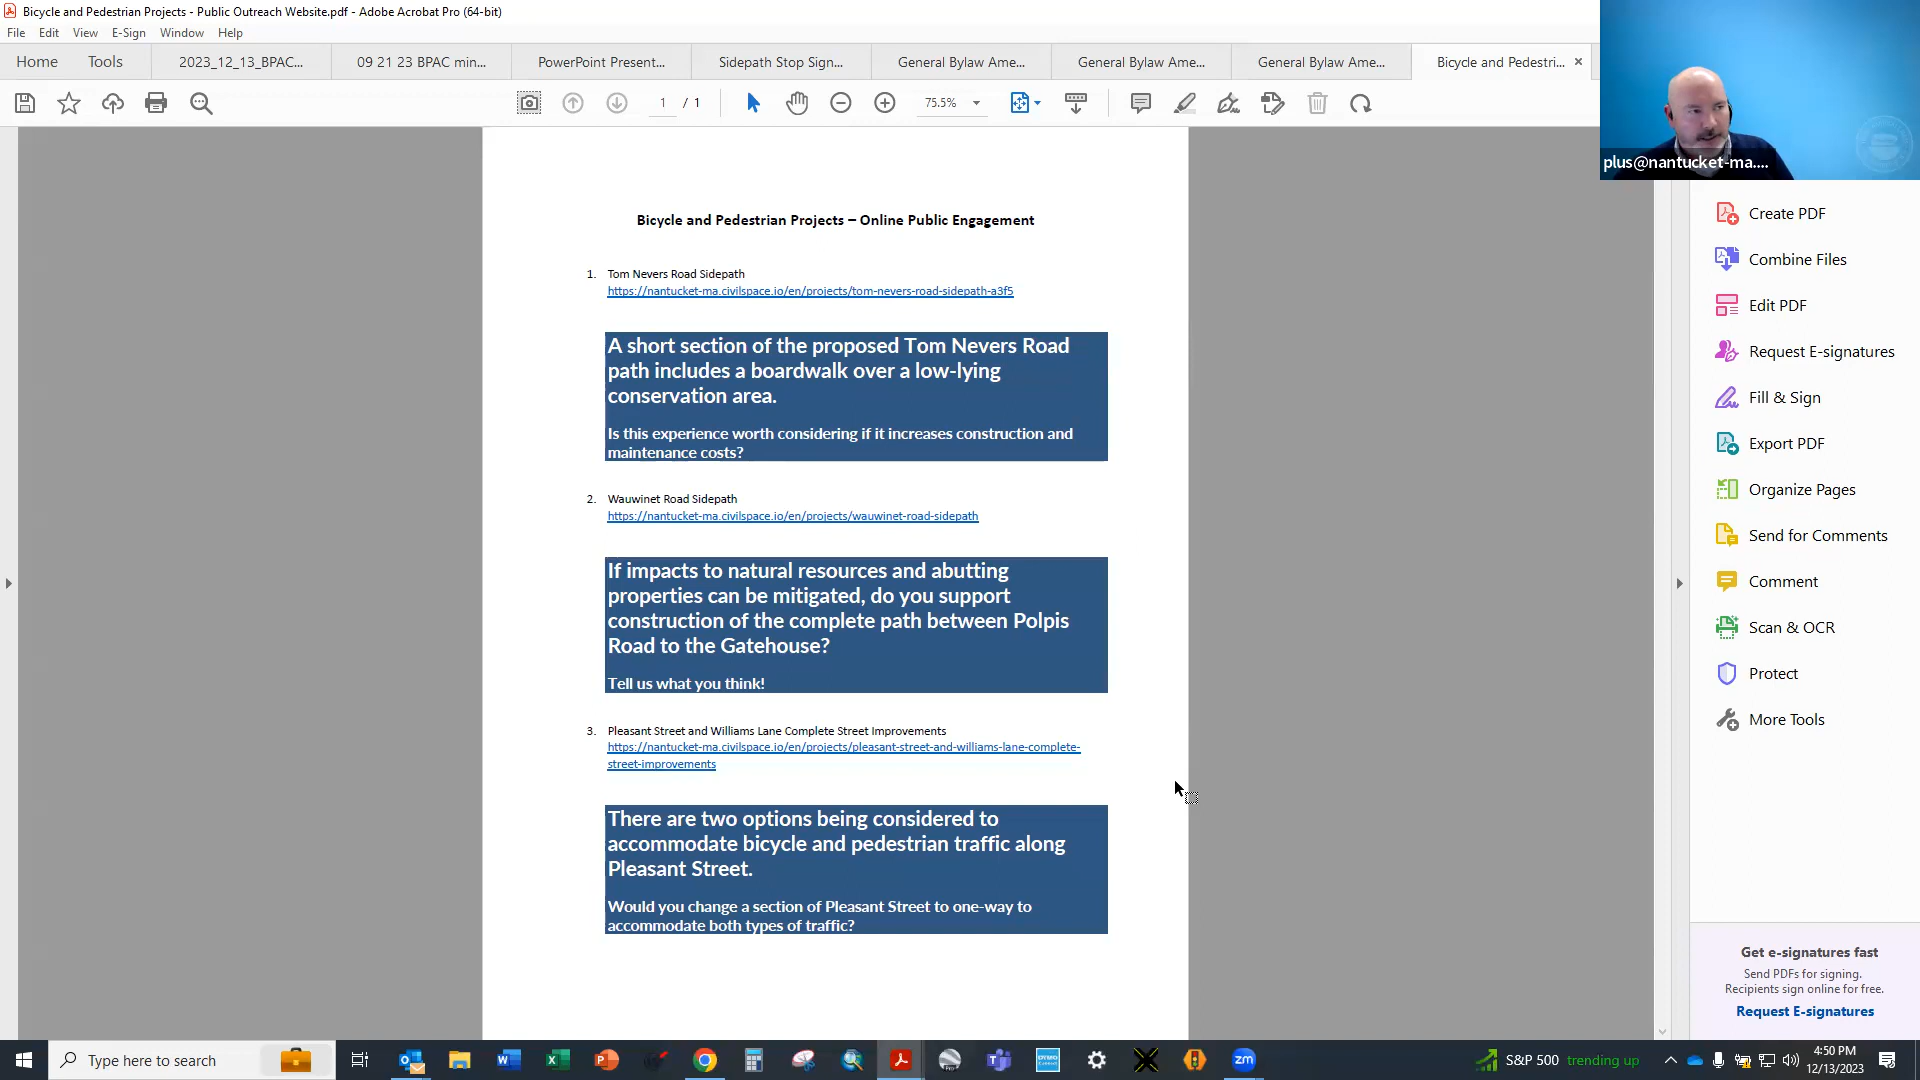 Bicycle and Pedestrian Projects - Public Outreach Website.pdf - Adobe Acrobat Pro (64-bit)
File Edit View E-Sign Window Help
Home Tools 2023_12_13_BPAC... 09 21 23 BPAC min... PowerPoint Present... Sidepath Stop Sign... General Bylaw Ame... General Bylaw Ame... General Bylaw Ame... Bicycle and Pedestri...
1 / 1 75.5%
plus@nantucket-ma....
Bicycle and Pedestrian Projects – Online Public Engagement
1. Tom Nevers Road Sidepath
https://nantucket-ma.civilspace.io/en/projects/tom-nevers-road-sidepath-a3f5
A short section of the proposed Tom Nevers Road
path includes a boardwalk over a low-lying
conservation area.
Is this experience worth considering if it increases construction and
maintenance costs?
2. Wauwinet Road Sidepath
https://nantucket-ma.civilspace.io/en/projects/wauwinet-road-sidepath
If impacts to natural resources and abutting
properties can be mitigated, do you support
construction of the complete path between Polpis
Road to the Gatehouse?
Tell us what you think!
3. Pleasant Street and Williams Lane Complete Street Improvements
https://nantucket-ma.civilspace.io/en/projects/pleasant-street-and-williams-lane-complete-
street-improvements
There are two options being considered to
accommodate bicycle and pedestrian traffic along
Pleasant Street.
Would you change a section of Pleasant Street to one-way to
accommodate both types of traffic?
Create PDF
Combine Files
Edit PDF
Request E-signatures
Fill & Sign
Export PDF
Organize Pages
Send for Comments
Comment
Scan & OCR
Protect
More Tools
Get e-signatures fast
Send PDFs for signing.
Recipients sign online for free.
Request E-signatures
Type here to search
S&P 500 trending up
4:50 PM
12/13/2023